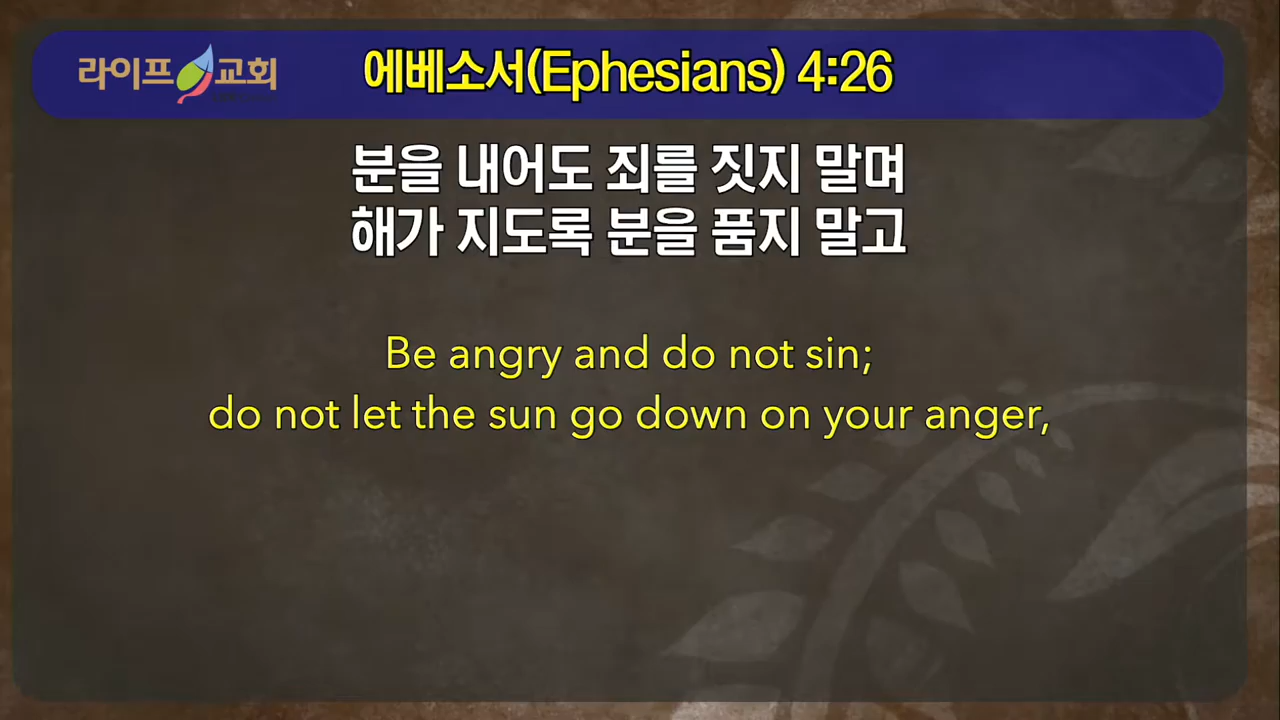 라이프 교회
에베소서(Ephesians) 4:26
분을 내어도 죄를 짓지 말며
해가 지도록 분을 품지 말고
Be angry and do not sin;
do not let the sun go down on your anger,